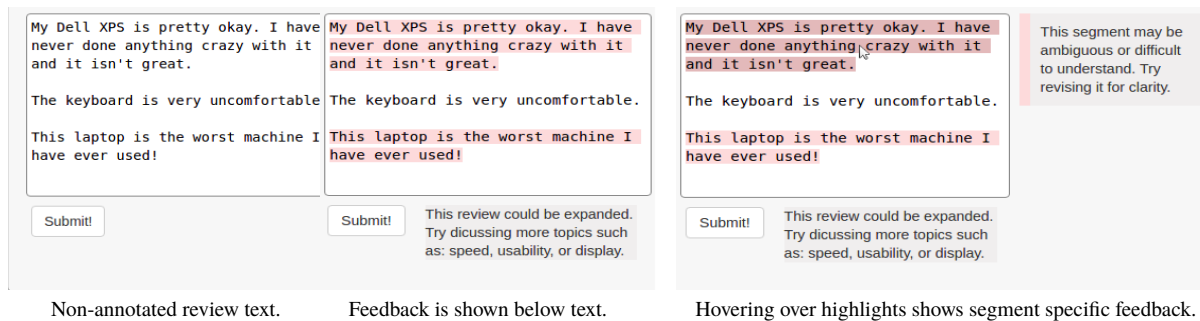 My Dell XPS is pretty okay. I have
never done anything crazy with it
and it isn't great.
The keyboard is very uncomfortable
This laptop is the worst machine I
have ever used!
Submit!
Non-annotated review text.
My Dell XPS is pretty okay. I have
never done anything crazy with it
and it isn't great.
The keyboard is very uncomfortable.
This laptop is the worst machine I
have ever used!
Submit!
This review could be expanded.
Try dicussing more topics such
as: speed, usability, or display.
Feedback is shown below text.
My Dell XPS is pretty okay. I have
never done anything crazy with it
and it isn't great.
The keyboard is very uncomfortable.
This laptop is the worst machine I
have ever used!
This segment may be
ambiguous or difficult
to understand. Try
revising it for clarity.
Submit!
This review could be expanded.
Try dicussing more topics such
as: speed, usability, or display.
Hovering over highlights shows segment specific feedback.